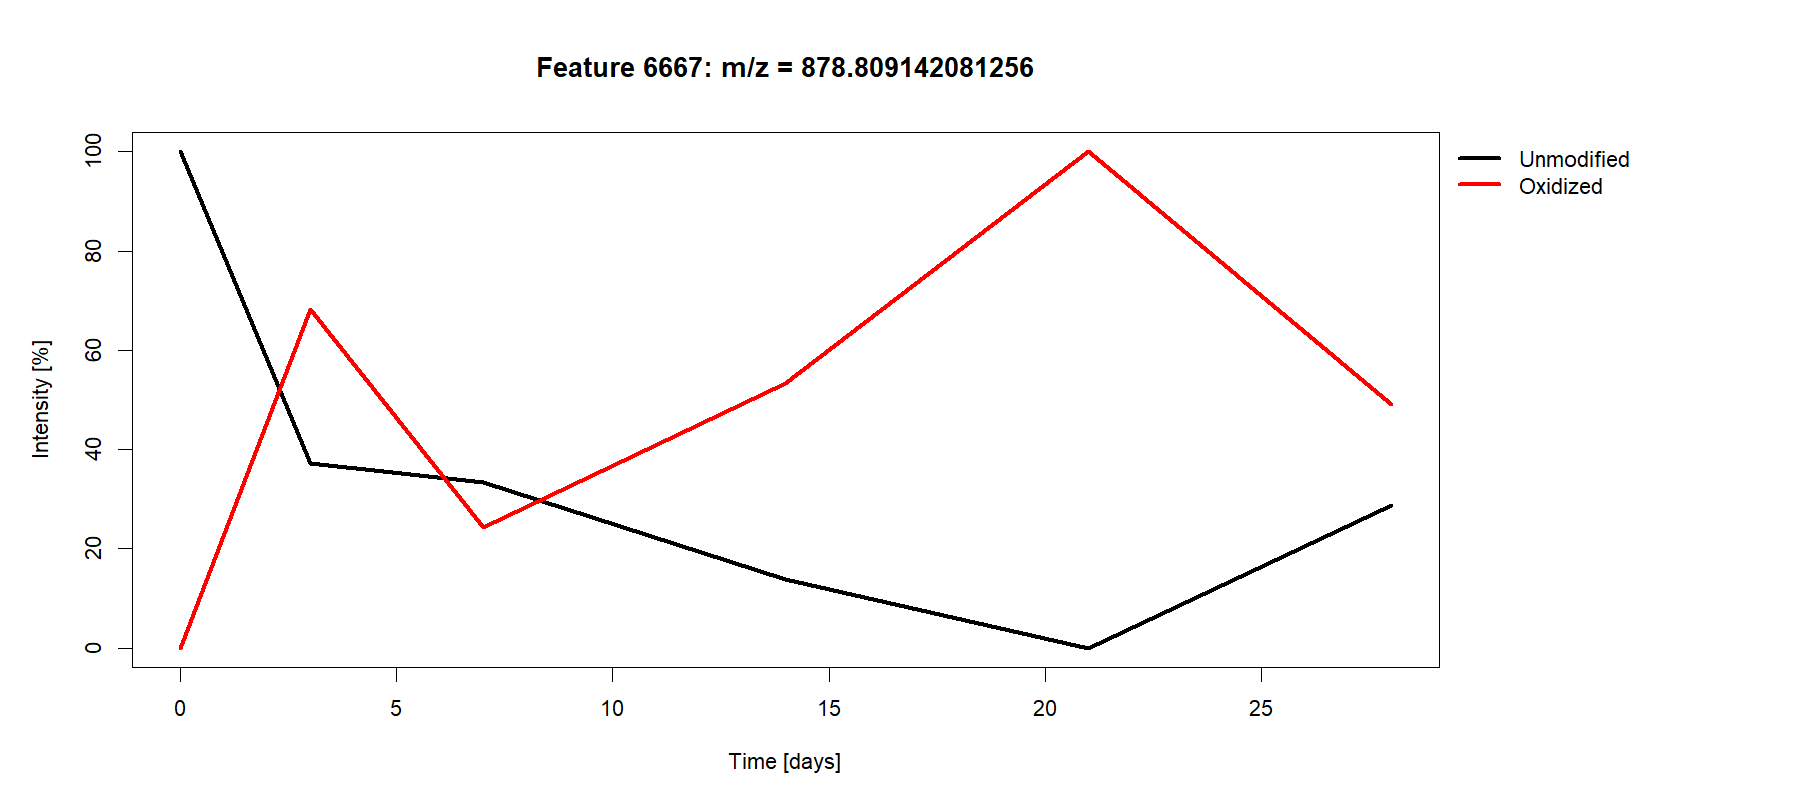 Feature 6667: m/z = 878.809142081256
Unmodified
Oxidized
Intensity [%]
100
80
60
40
20
0
0 5 10 15 20 25
Time [days]